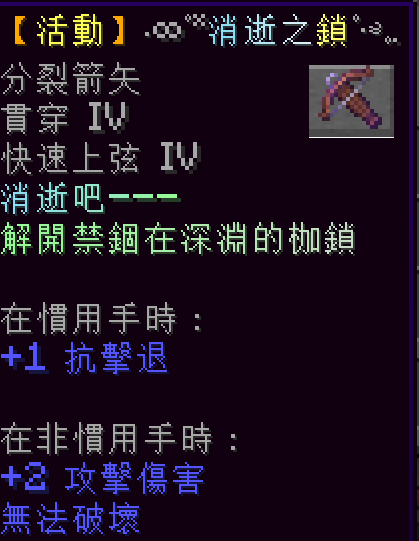 【活動】消逝之鎖
分裂箭矢
貫穿 IV
快速上弦 IV
消逝吧---
解開禁錮在深淵的枷鎖
在慣用手時：
+1 抗擊退
在非慣用手時：
+2 攻擊傷害
無法破壞